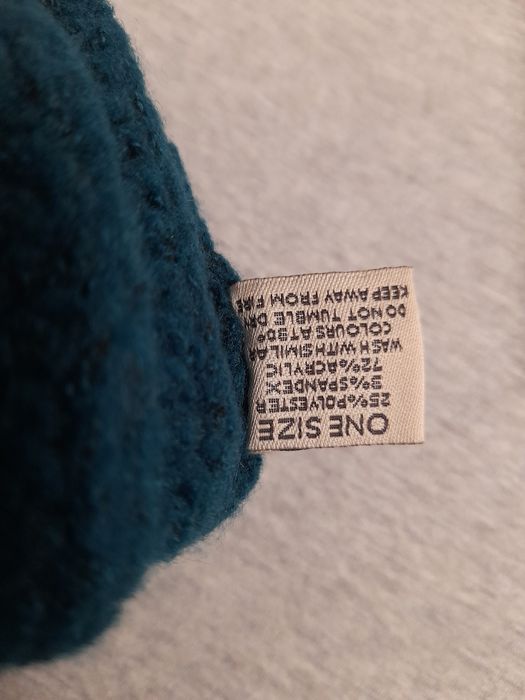 ONE SIZE
25% POLYESTER
3% SPANDEX
72% ACRYLIC
WASH WITH SIMILAR
COLOURS AT 30°
DO NOT TUMBLE DRY
KEEP AWAY FROM FIRE